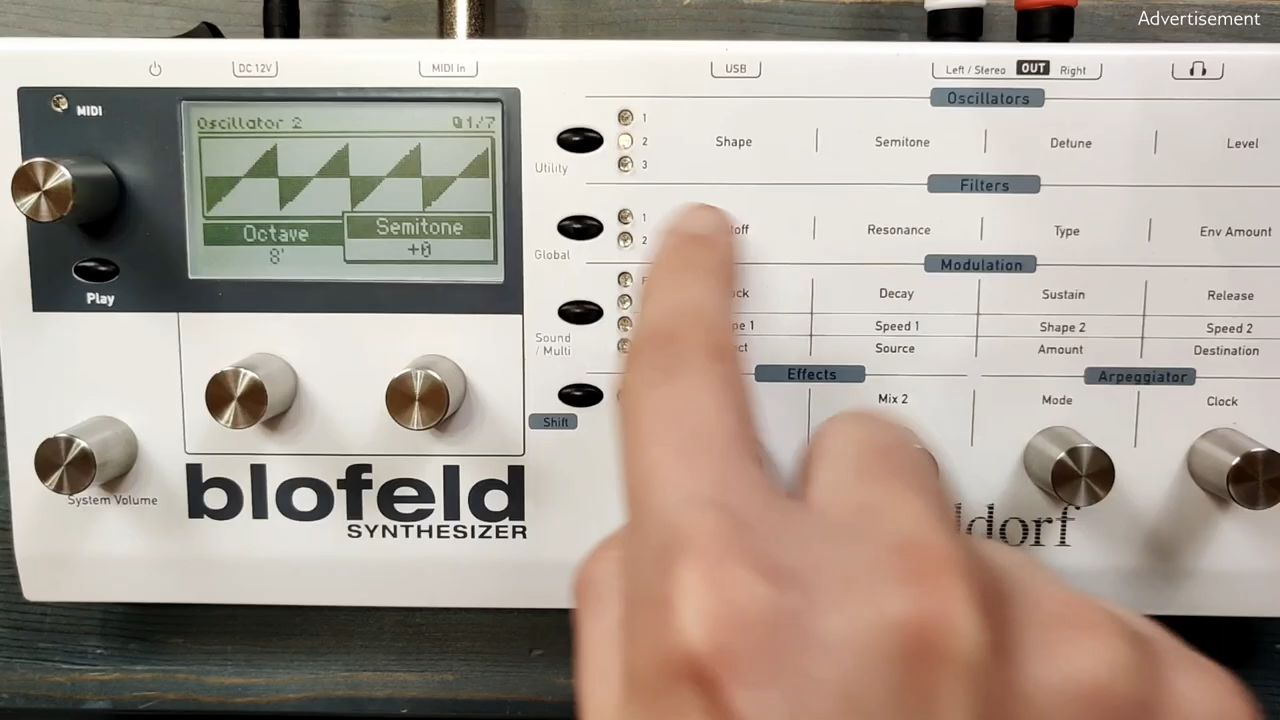 Advertisement
DC 12V
MIDI In
USB
Left / Stereo OUT Right
MIDI
Oscillator 2 1/7
Octave
8'
Semitone
+0
Play
System Volume
blofeld
SYNTHESIZER
Utility
Global
Sound
/ Multi
Shift
Oscillators
1
2
3
Shape Semitone Detune Level
Filters
1
2
Resonance Type Env Amount
Modulation
Decay Sustain Release
Speed 1 Shape 2 Speed 2
Source Amount Destination
Effects Arpeggiator
Mix 2 Mode Clock